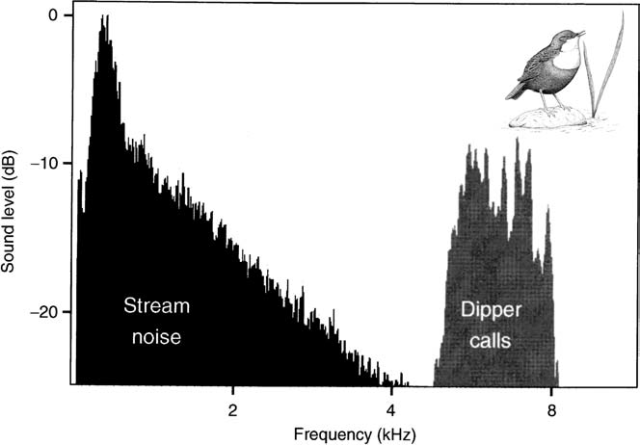 0
−10
−20
Sound level (dB)
Stream
noise
Dipper
calls
2
4
8
Frequency (kHz)